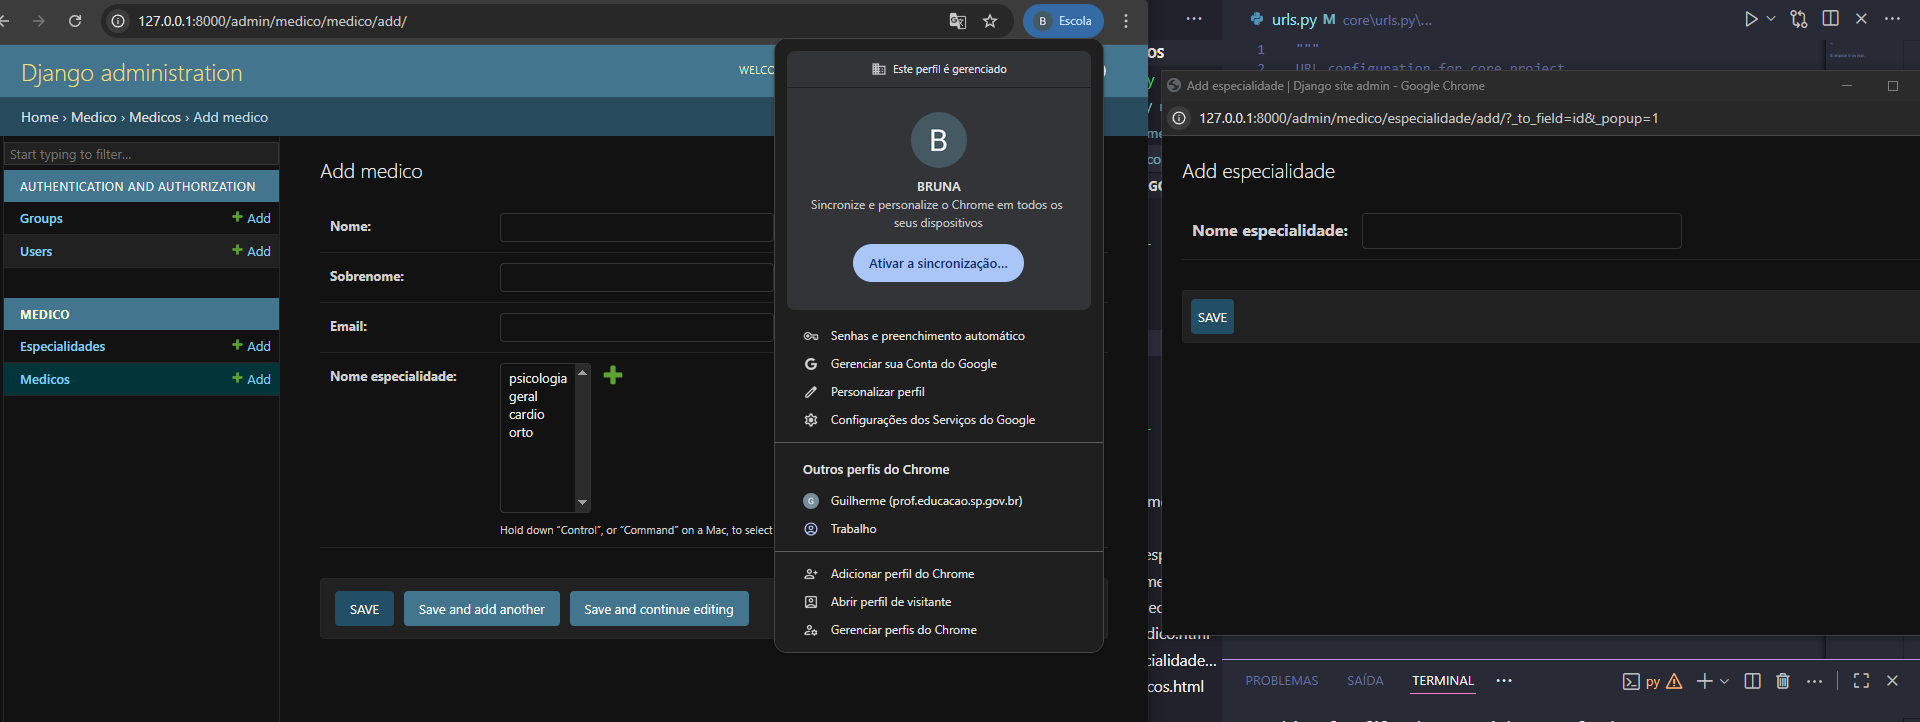 127.0.0.1:8000/admin/medico/medico/add/
B Escola
Django administration
WELCO
Home › Medico › Medicos › Add medico
Start typing to filter...
AUTHENTICATION AND AUTHORIZATION
Groups + Add
Users + Add
MEDICO
Especialidades + Add
Medicos + Add
Add medico
Nome:
Sobrenome:
Email:
Nome especialidade:
psicologia
geral
cardio
orto
Hold down “Control”, or “Command” on a Mac, to select
SAVE
Save and add another
Save and continue editing
Este perfil é gerenciado
B
BRUNA
Sincronize e personalize o Chrome em todos os
seus dispositivos
Ativar a sincronização...
Senhas e preenchimento automático
G Gerenciar sua Conta do Google
Personalizar perfil
Configurações dos Serviços do Google
Outros perfis do Chrome
G Guilherme (prof.educacao.sp.gov.br)
Trabalho
Adicionar perfil do Chrome
Abrir perfil de visitante
Gerenciar perfis do Chrome
urls.py M core\urls.py\...
1 """
2 URL configuration for core project
Add especialidade | Django site admin - Google Chrome
127.0.0.1:8000/admin/medico/especialidade/add/?_to_field=id&_popup=1
Add especialidade
Nome especialidade:
SAVE
cialidade...
cos.html
PROBLEMAS SAÍDA TERMINAL ...
py